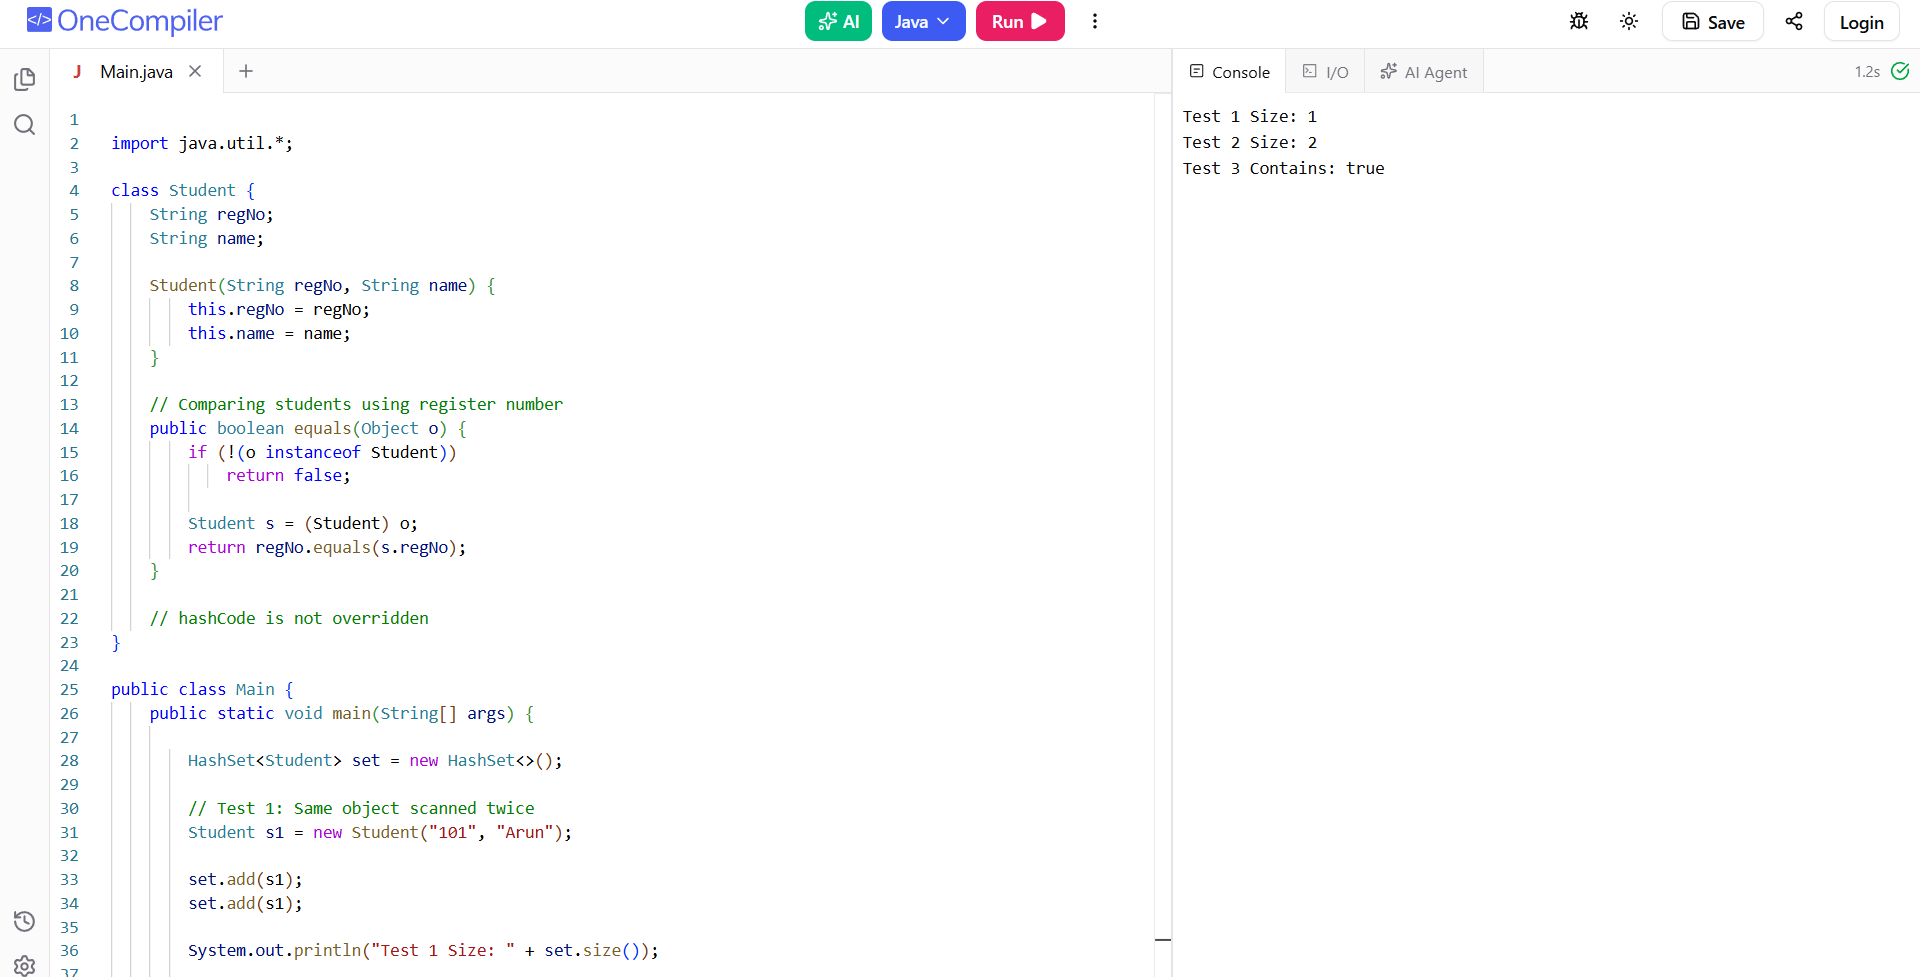 OneCompiler
AI
Java
Run
Save
Login
Main.java
Console
I/O
AI Agent
1.2s
1
2 import java.util.*;
3
4 class Student {
5     String regNo;
6     String name;
7
8     Student(String regNo, String name) {
9         this.regNo = regNo;
10         this.name = name;
11     }
12
13     // Comparing students using register number
14     public boolean equals(Object o) {
15         if (!(o instanceof Student))
16             return false;
17
18         Student s = (Student) o;
19         return regNo.equals(s.regNo);
20     }
21
22     // hashCode is not overridden
23 }
24
25 public class Main {
26     public static void main(String[] args) {
27
28         HashSet<Student> set = new HashSet<>();
29
30         // Test 1: Same object scanned twice
31         Student s1 = new Student("101", "Arun");
32
33         set.add(s1);
34         set.add(s1);
35
36         System.out.println("Test 1 Size: " + set.size());
37
Test 1 Size: 1
Test 2 Size: 2
Test 3 Contains: true